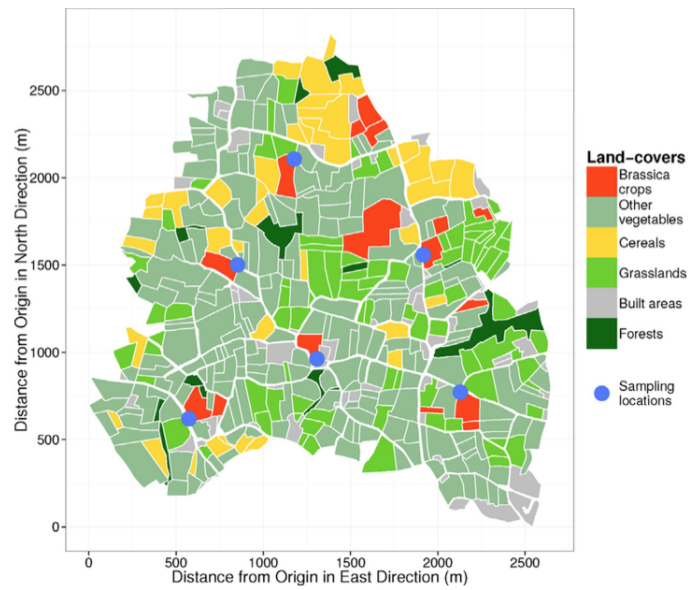 2500
2000
1500
1000
500
0
Distance from Origin in North Direction (m)
0 500 1000 1500 2000 2500
Distance from Origin in East Direction (m)
Land-covers
Brassica
crops
Other
vegetables
Cereals
Grasslands
Built areas
Forests
Sampling
locations